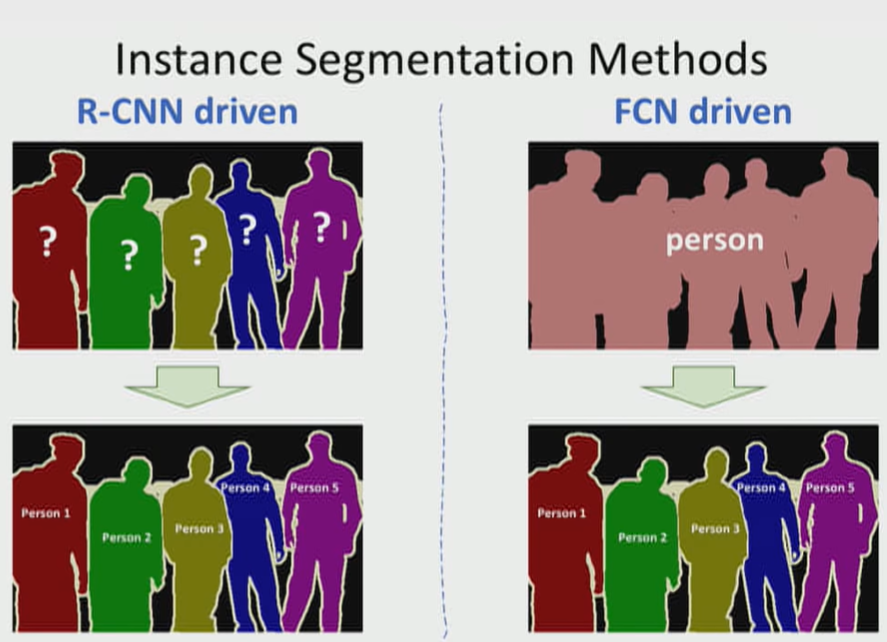 Instance Segmentation Methods
R-CNN driven
FCN driven
? ? ? ? ?
person
Person 1
Person 2
Person 3
Person 4
Person 5
Person 1
Person 2
Person 3
Person 4
Person 5